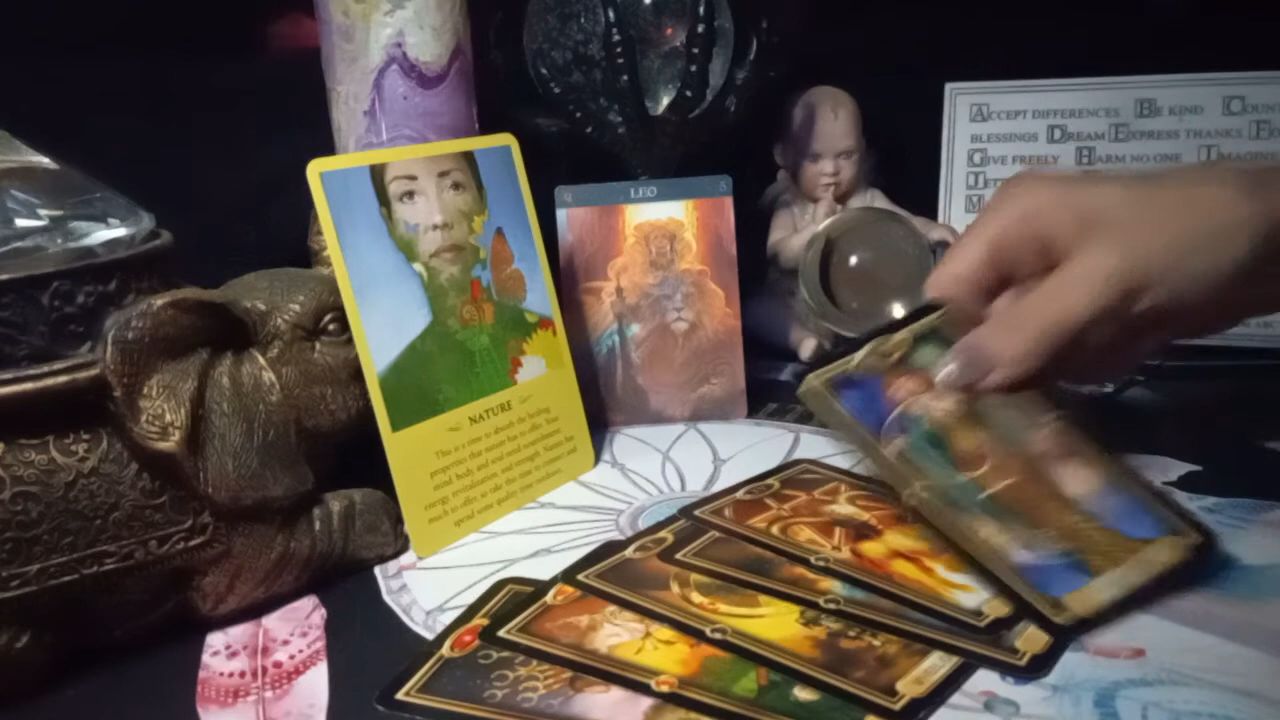 LEO
NATURE
This is a time to absorb the healing
properties that nature has to offer. Your
mind body and soul need nourishment,
energy, revitalization, and strength. Nature has
much to offer, so take this time to connect and
spend some quality time outdoors.
ACCEPT DIFFERENCES BE KIND COUN
BLESSINGS DREAM EXPRESS THANKS
GIVE FREELY HARM NO ONE IMAGINE